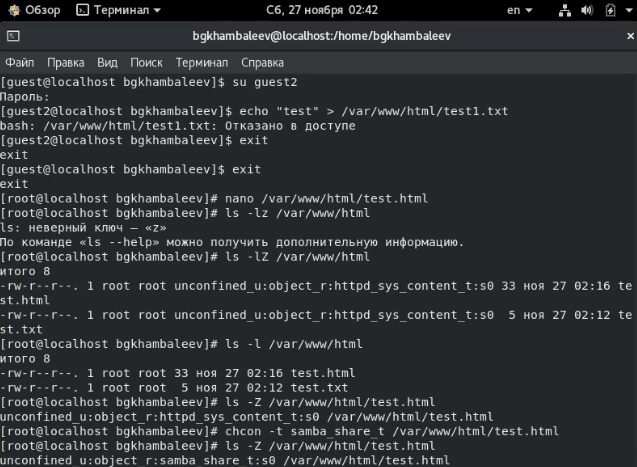 Обзор Терминал Сб, 27 ноября 02:42 en
bgkhambaleev@localhost:/home/bgkhambaleev
Файл Правка Вид Поиск Терминал Справка
[guest@localhost bgkhambaleev]$ su guest2
Пароль:
[guest2@localhost bgkhambaleev]$ echo "test" > /var/www/html/test1.txt
bash: /var/www/html/test1.txt: Отказано в доступе
[guest2@localhost bgkhambaleev]$ exit
exit
[guest@localhost bgkhambaleev]$ exit
exit
[root@localhost bgkhambaleev]# nano /var/www/html/test.html
[root@localhost bgkhambaleev]# ls -lz /var/www/html
ls: неверный ключ — «z»
По команде «ls --help» можно получить дополнительную информацию.
[root@localhost bgkhambaleev]# ls -lZ /var/www/html
итого 8
-rw-r--r--. 1 root root unconfined_u:object_r:httpd_sys_content_t:s0 33 ноя 27 02:16 te
st.html
-rw-r--r--. 1 root root unconfined_u:object_r:httpd_sys_content_t:s0  5 ноя 27 02:12 te
st.txt
[root@localhost bgkhambaleev]# ls -l /var/www/html
итого 8
-rw-r--r--. 1 root root 33 ноя 27 02:16 test.html
-rw-r--r--. 1 root root  5 ноя 27 02:12 test.txt
[root@localhost bgkhambaleev]# ls -Z /var/www/html/test.html
unconfined_u:object_r:httpd_sys_content_t:s0 /var/www/html/test.html
[root@localhost bgkhambaleev]# chcon -t samba_share_t /var/www/html/test.html
[root@localhost bgkhambaleev]# ls -Z /var/www/html/test.html
unconfined_u:object_r:samba_share_t:s0 /var/www/html/test.html